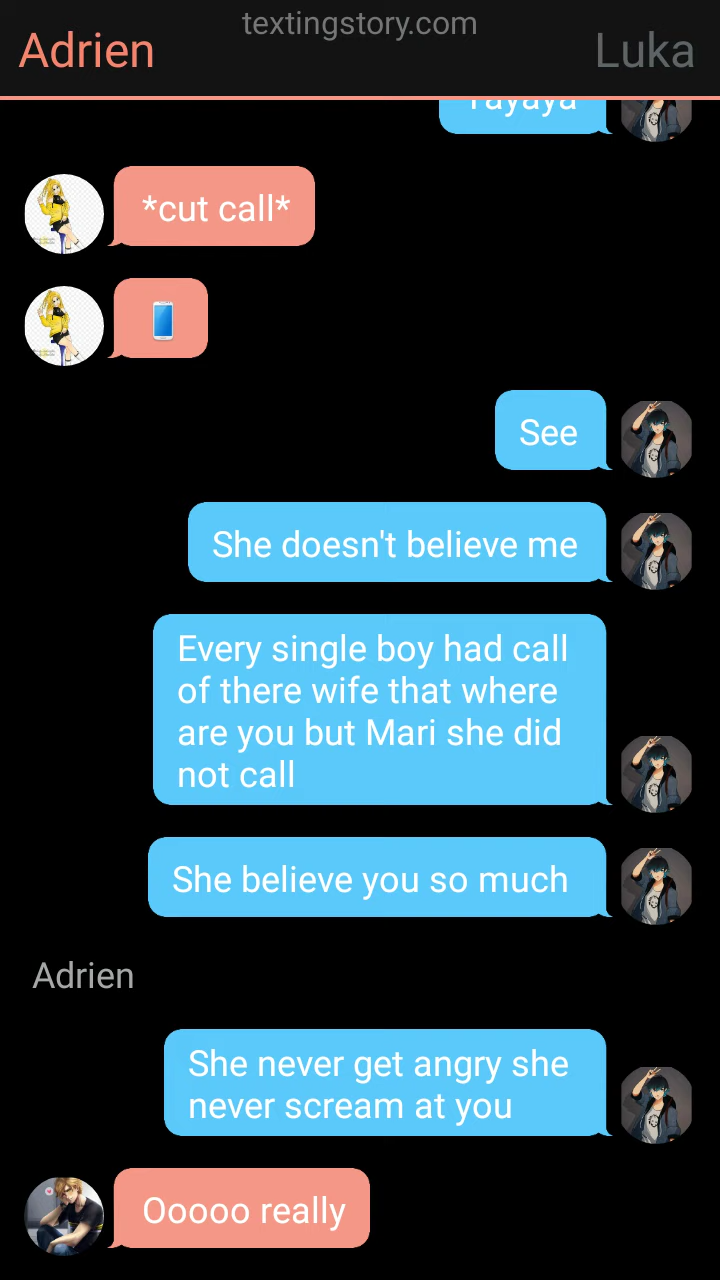 textingstory.com
Adrien
Luka
*cut call*
See
She doesn't believe me
Every single boy had call
of there wife that where
are you but Mari she did
not call
She believe you so much
Adrien
She never get angry she
never scream at you
Ooooo really